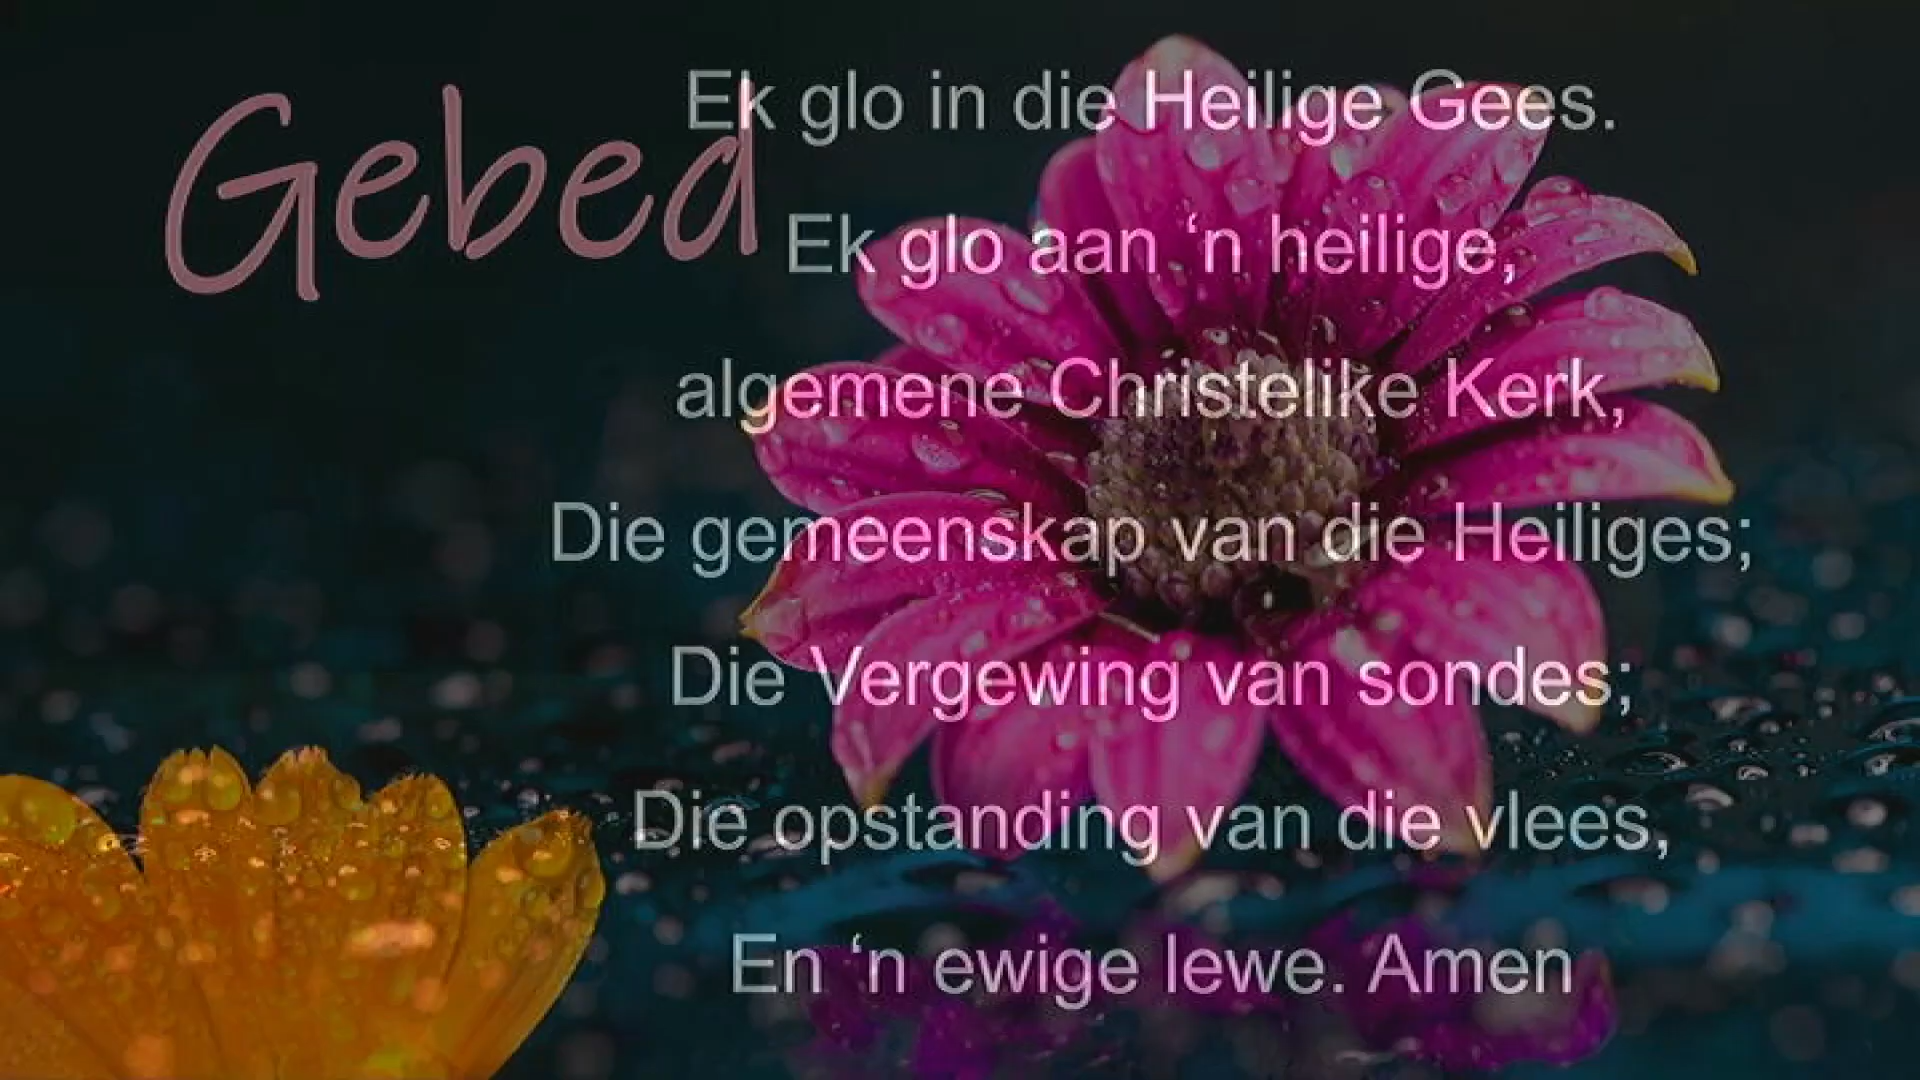 Gebed
Ek glo in die Heilige Gees.
Ek glo aan ‘n heilige,
algemene Christelike Kerk,
Die gemeenskap van die Heiliges;
Die Vergewing van sondes;
Die opstanding van die vlees,
En ‘n ewige lewe. Amen